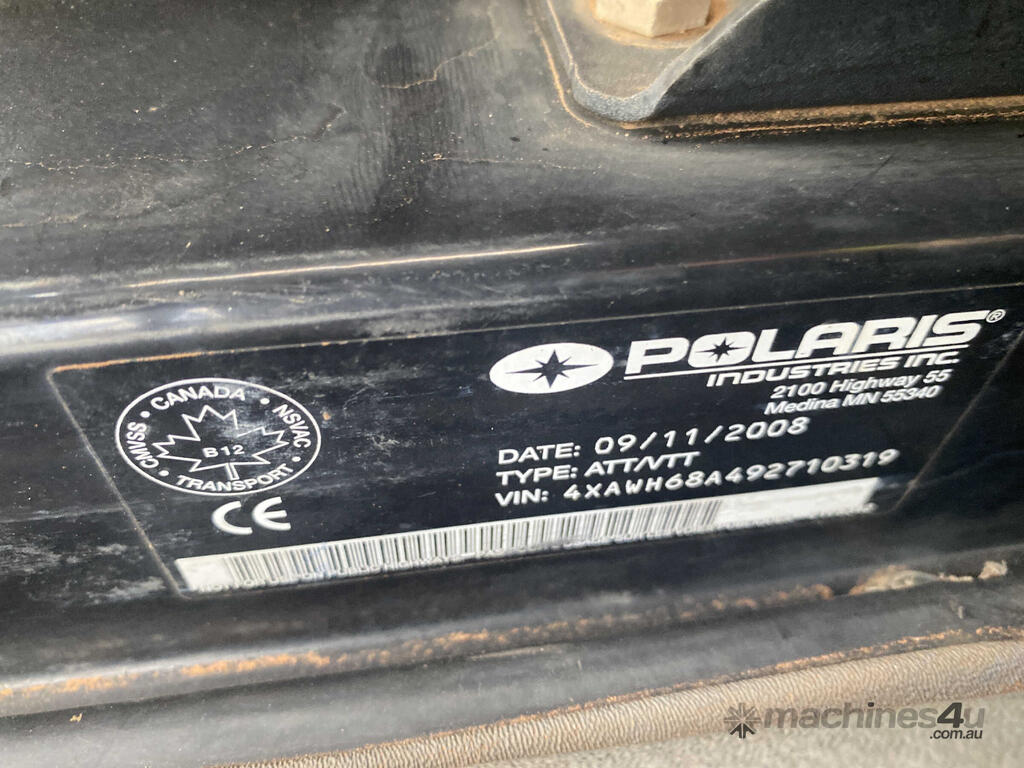 POLARIS®
INDUSTRIES INC.
2100 Highway 55
Medina MN 55340
CANADA
CMVSS NSVAC
B12
TRANSPORT
CE
DATE: 09/11/2008
TYPE: ATT/VTT
VIN: 4XAWH68A492710319
machines4u
.com.au